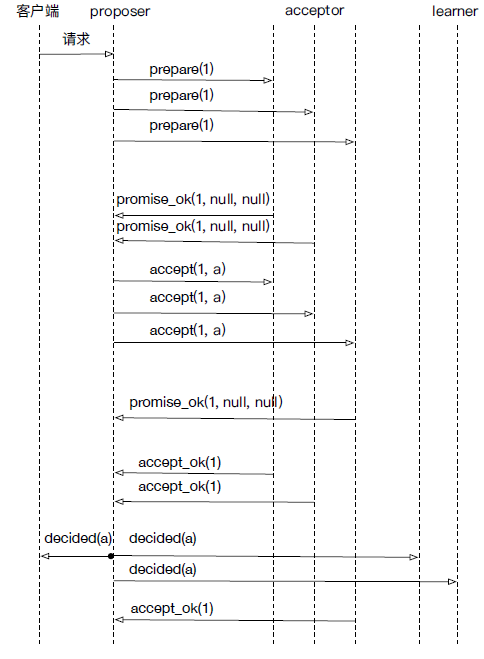 客户端 proposer acceptor learner
请求
prepare(1)
prepare(1)
prepare(1)
promise_ok(1, null, null)
promise_ok(1, null, null)
accept(1, a)
accept(1, a)
accept(1, a)
promise_ok(1, null, null)
accept_ok(1)
accept_ok(1)
decided(a) decided(a)
decided(a)
accept_ok(1)